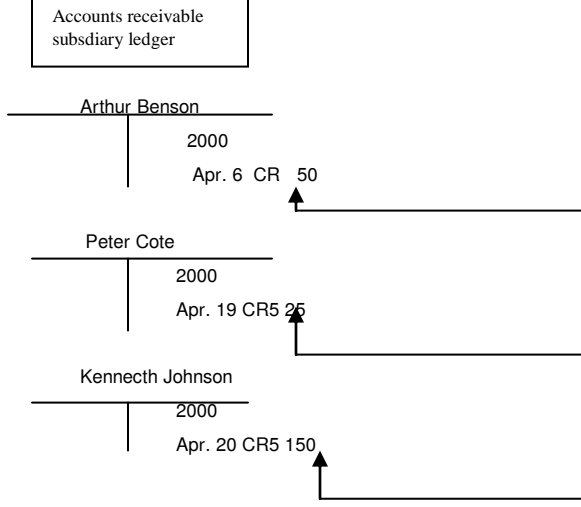 Accounts receivable
subsdiary ledger
Arthur Benson
2000
Apr. 6 CR 50
Peter Cote
2000
Apr. 19 CR5 25
Kennecth Johnson
2000
Apr. 20 CR5 150